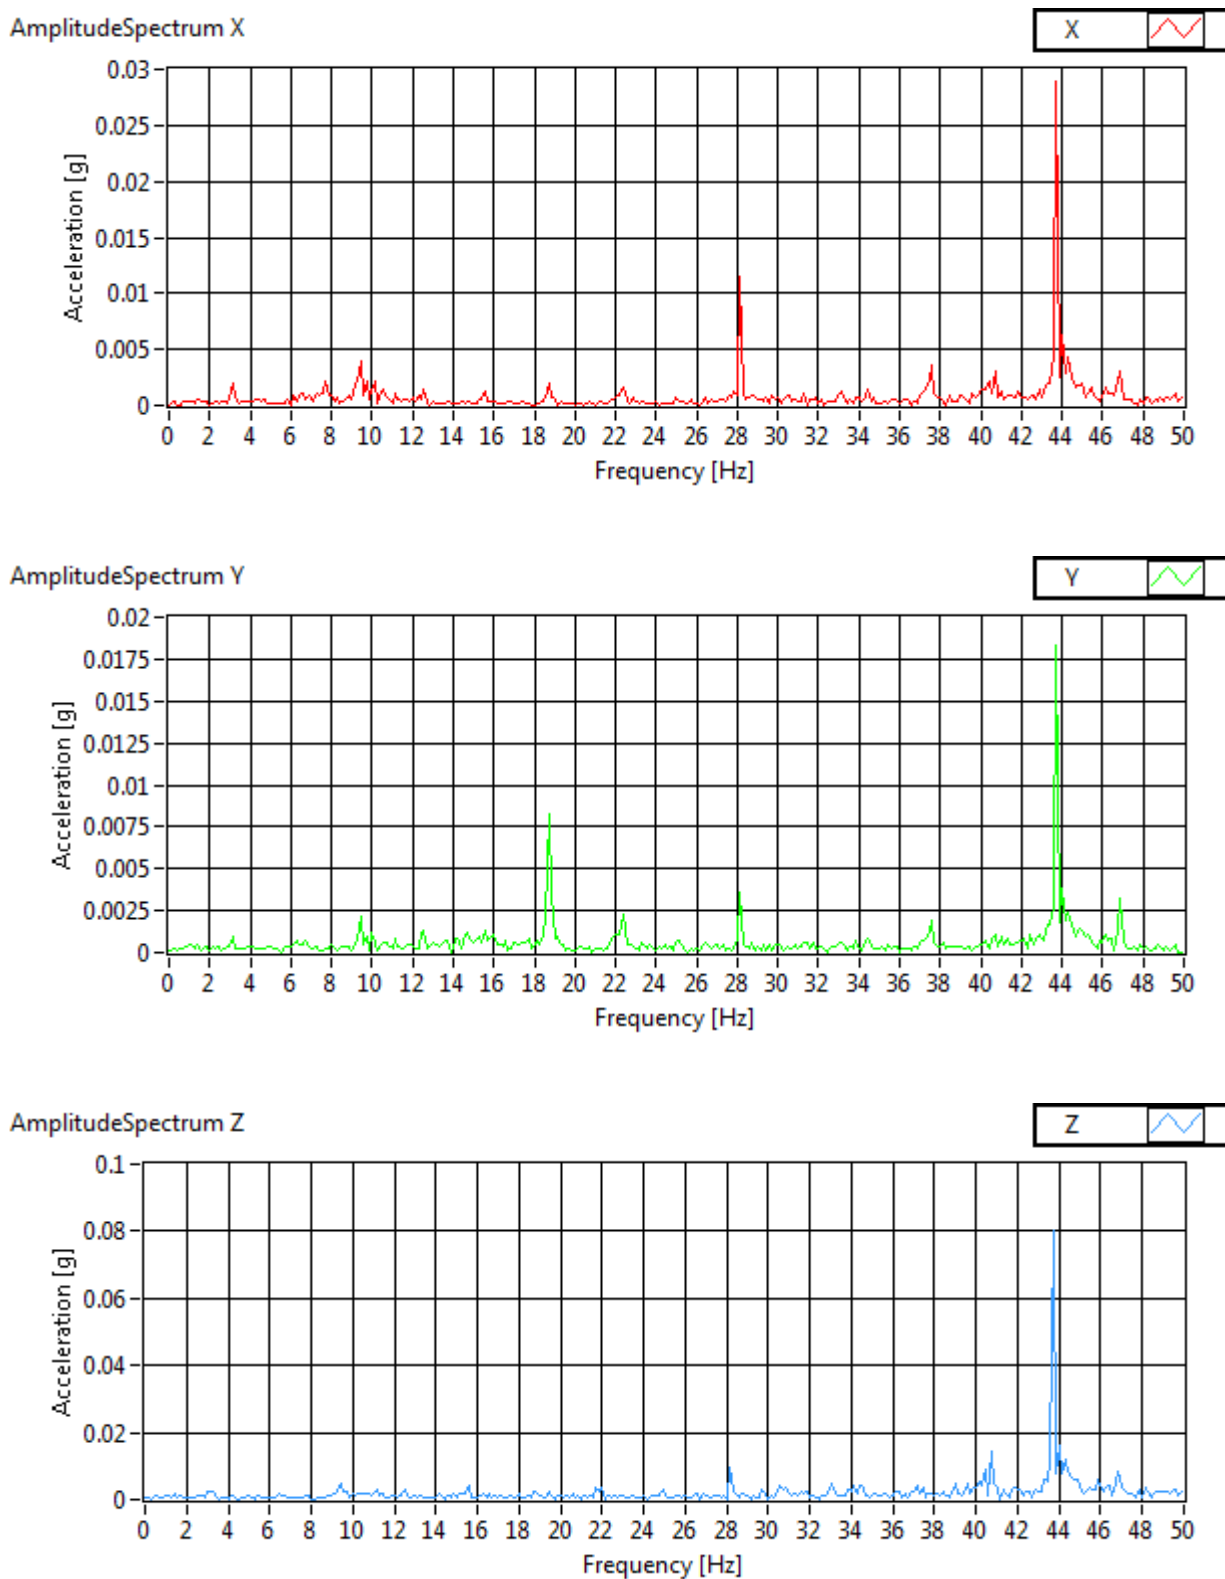 AmplitudeSpectrum X
X
0.03
0.025
0.02
0.015
0.01
0.005
0
Acceleration [g]
0 2 4 6 8 10 12 14 16 18 20 22 24 26 28 30 32 34 36 38 40 42 44 46 48 50
Frequency [Hz]
AmplitudeSpectrum Y
Y
0.02
0.0175
0.015
0.0125
0.01
0.0075
0.005
0.0025
0
Acceleration [g]
0 2 4 6 8 10 12 14 16 18 20 22 24 26 28 30 32 34 36 38 40 42 44 46 48 50
Frequency [Hz]
AmplitudeSpectrum Z
Z
0.1
0.08
0.06
0.04
0.02
0
Acceleration [g]
0 2 4 6 8 10 12 14 16 18 20 22 24 26 28 30 32 34 36 38 40 42 44 46 48 50
Frequency [Hz]